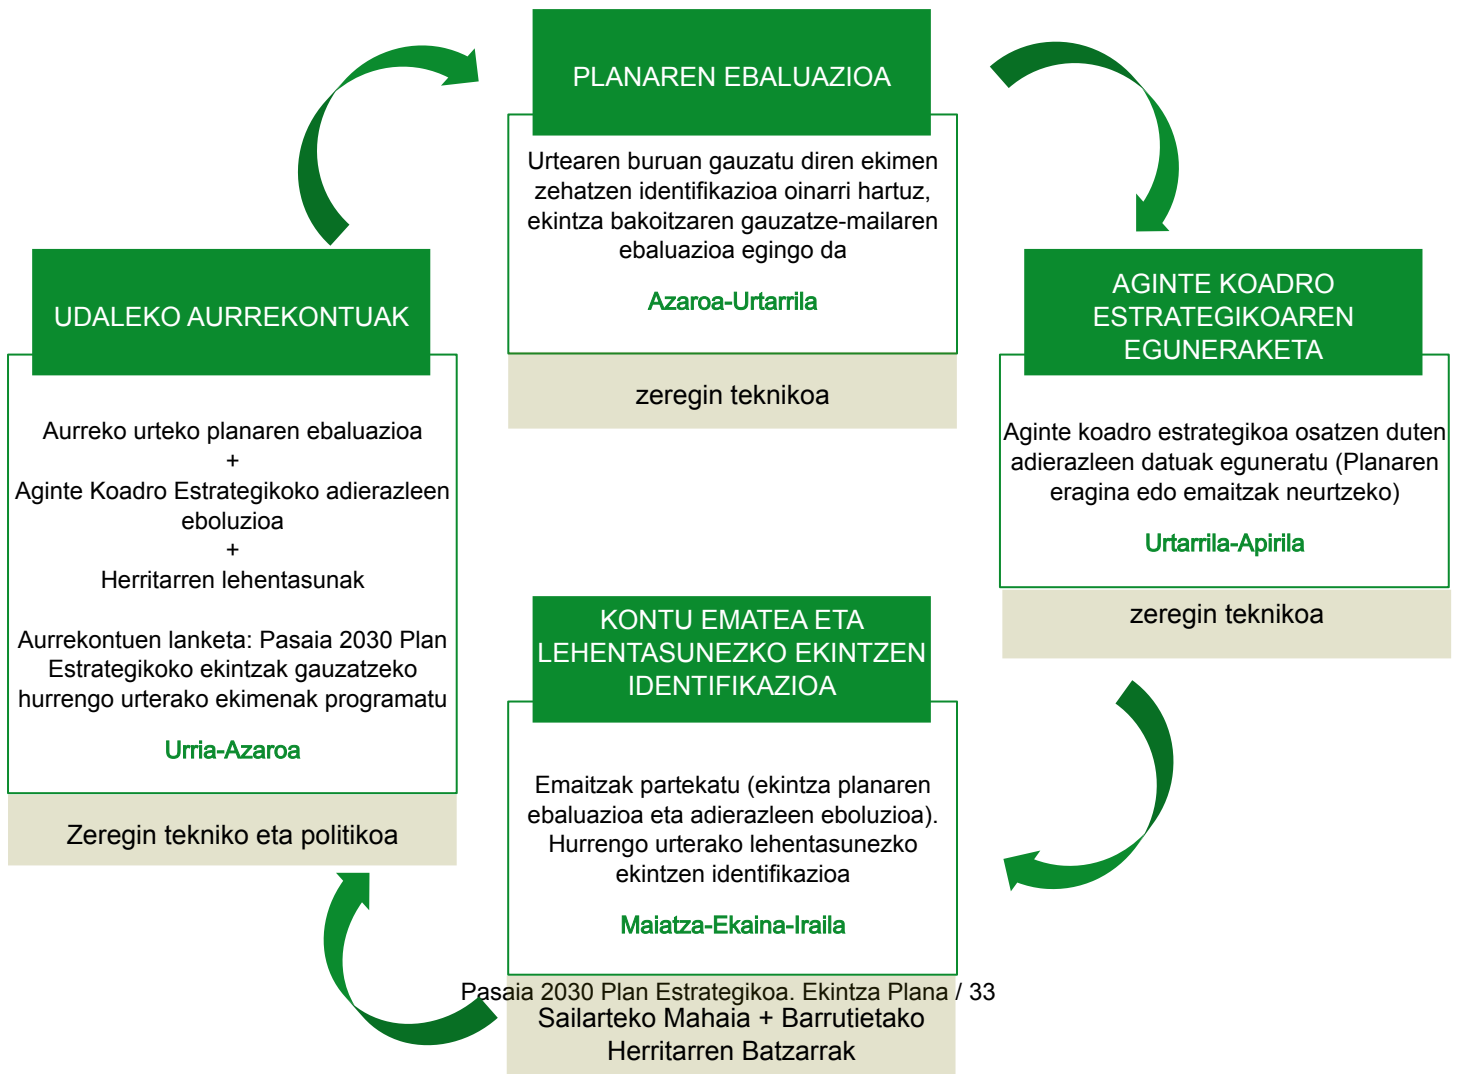 PLANAREN EBALUAZIOA
Urtearen buruan gauzatu diren ekimen
zehatzen identifikazioa oinarri hartuz,
ekintza bakoitzaren gauzatze-mailaren
ebaluazioa egingo da
Azaroa-Urtarrila
zeregin teknikoa
AGINTE KOADRO
ESTRATEGIKOAREN
EGUNERAKETA
Aginte koadro estrategikoa osatzen duten
adierazleen datuak eguneratu (Planaren
eragina edo emaitzak neurtzeko)
Urtarrila-Apirila
zeregin teknikoa
KONTU EMATEA ETA
LEHENTASUNEZKO EKINTZEN
IDENTIFIKAZIOA
Emaitzak partekatu (ekintza planaren
ebaluazioa eta adierazleen eboluzioa).
Hurrengo urterako lehentasunezko
ekintzen identifikazioa
Maiatza-Ekaina-Iraila
Pasaia 2030 Plan Estrategikoa. Ekintza Plana / 33
Sailarteko Mahaia + Barrutietako
Herritarren Batzarrak
UDALEKO AURREKONTUAK
Aurreko urteko planaren ebaluazioa
+
Aginte Koadro Estrategikoko adierazleen
eboluzioa
+
Herritarren lehentasunak
Aurrekontuen lanketa: Pasaia 2030 Plan
Estrategikoko ekintzak gauzatzeko
hurrengo urterako ekimenak programatu
Urria-Azaroa
Zeregin tekniko eta politikoa